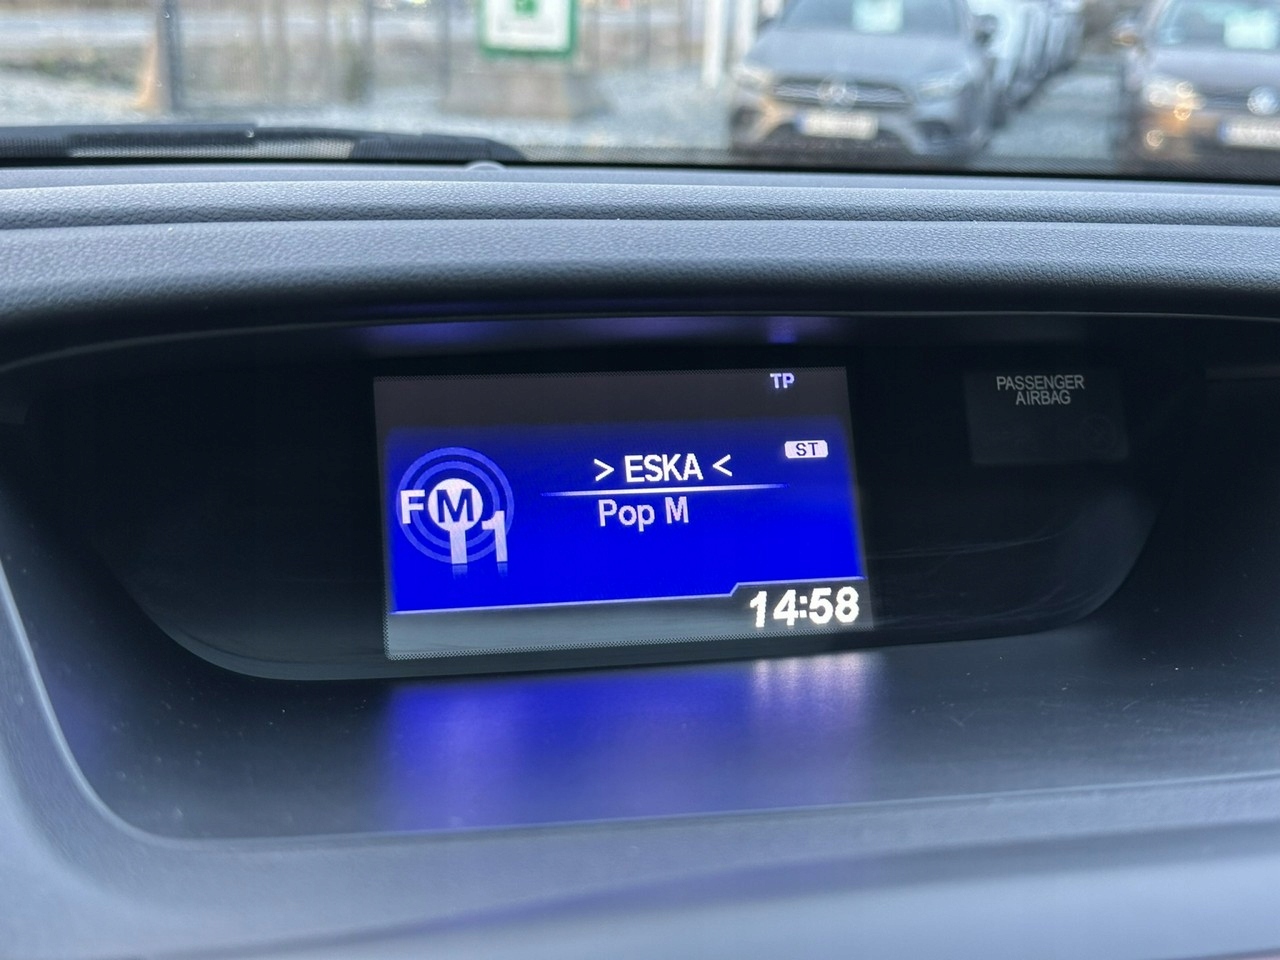 TP
PASSENGER
AIRBAG
ST
> ESKA <
FM1
Pop M
14:58